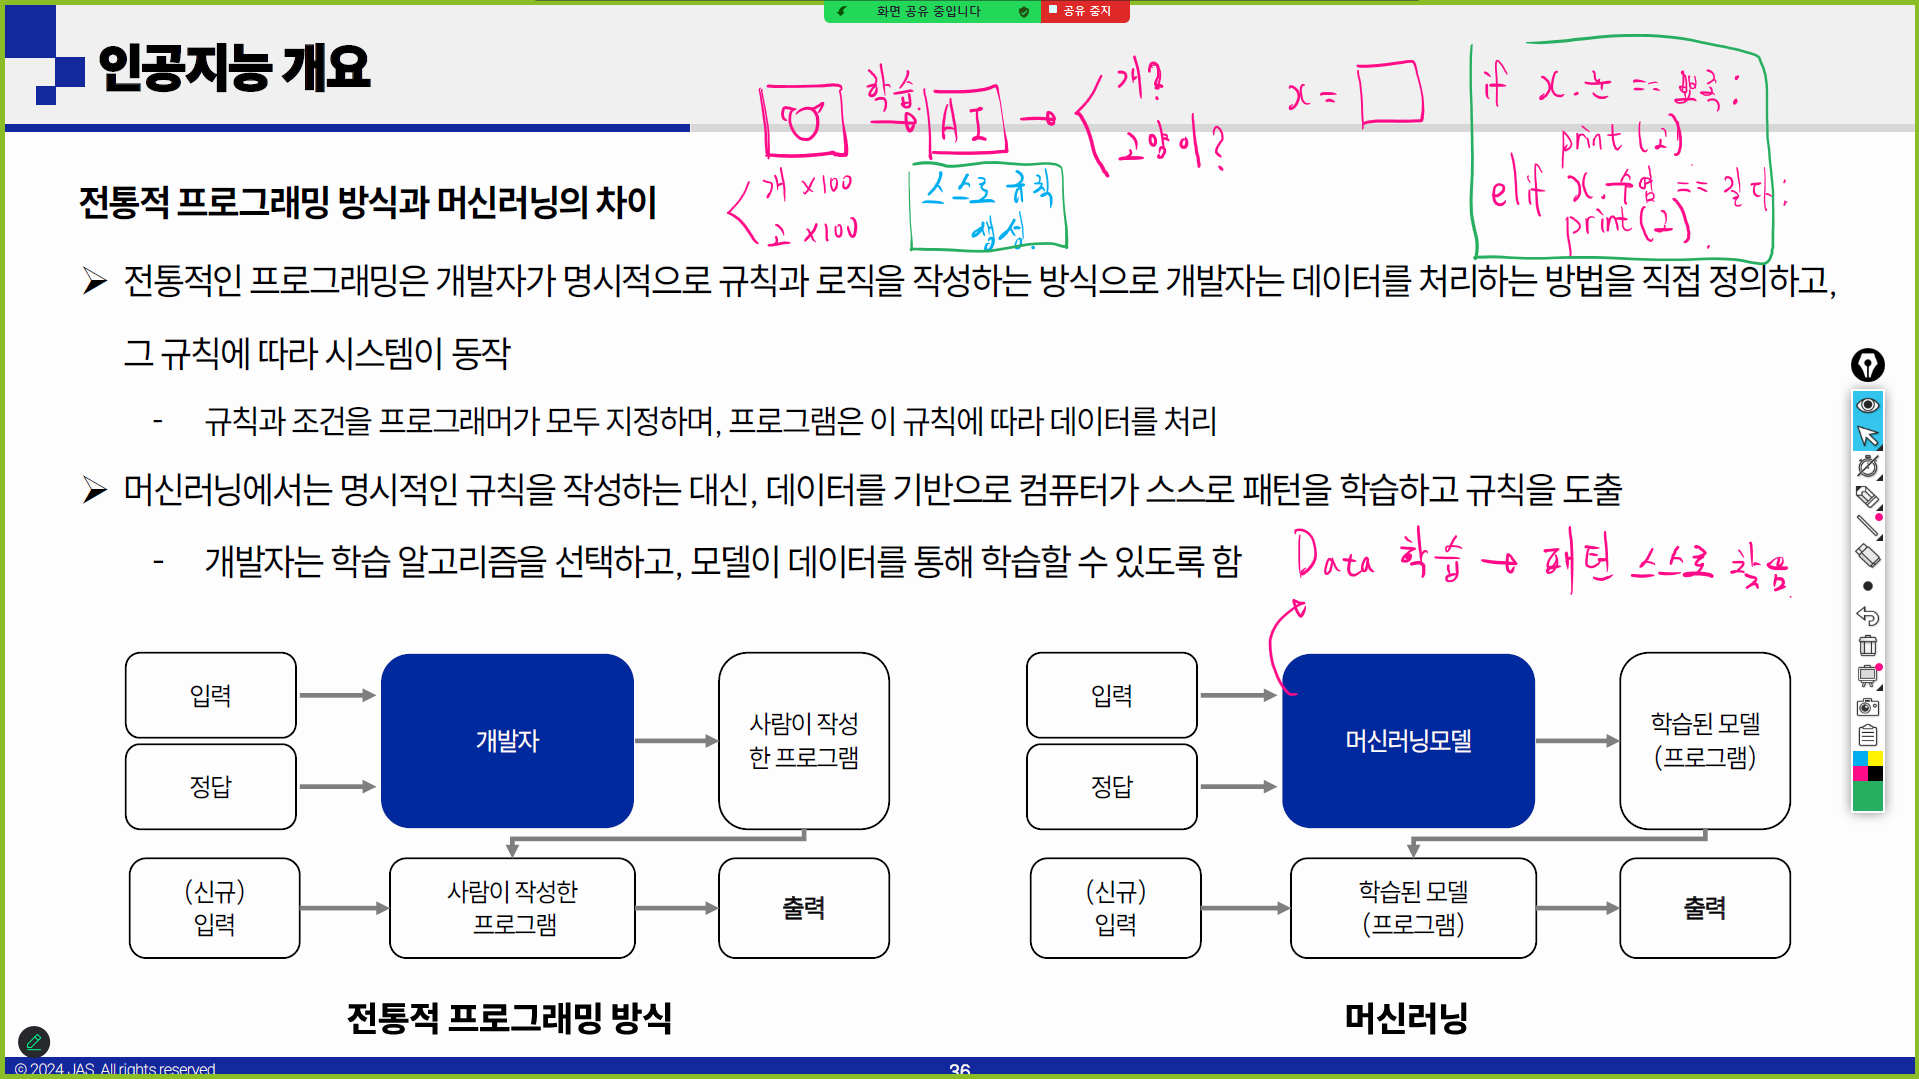 화면 공유 중입니다
공유 중지
인공지능 개요
학습
AI
개?
고양이?
개 x100
고 x100
스스로 규칙
생성.
x =
if x.눈 == 뾰족:
print(고)
elif x.수염 == 길다:
print(고)
전통적 프로그래밍 방식과 머신러닝의 차이
➢ 전통적인 프로그래밍은 개발자가 명시적으로 규칙과 로직을 작성하는 방식으로 개발자는 데이터를 처리하는 방법을 직접 정의하고,
그 규칙에 따라 시스템이 동작
- 규칙과 조건을 프로그래머가 모두 지정하며, 프로그램은 이 규칙에 따라 데이터를 처리
➢ 머신러닝에서는 명시적인 규칙을 작성하는 대신, 데이터를 기반으로 컴퓨터가 스스로 패턴을 학습하고 규칙을 도출
- 개발자는 학습 알고리즘을 선택하고, 모델이 데이터를 통해 학습할 수 있도록 함
Data 학습 → 패턴 스스로 찾음.
입력
정답
개발자
사람이 작성
한 프로그램
(신규)
입력
사람이 작성한
프로그램
출력
전통적 프로그래밍 방식
입력
정답
머신러닝모델
학습된 모델
(프로그램)
(신규)
입력
학습된 모델
(프로그램)
출력
머신러닝
© 2024 JAS. All rights reserved
36